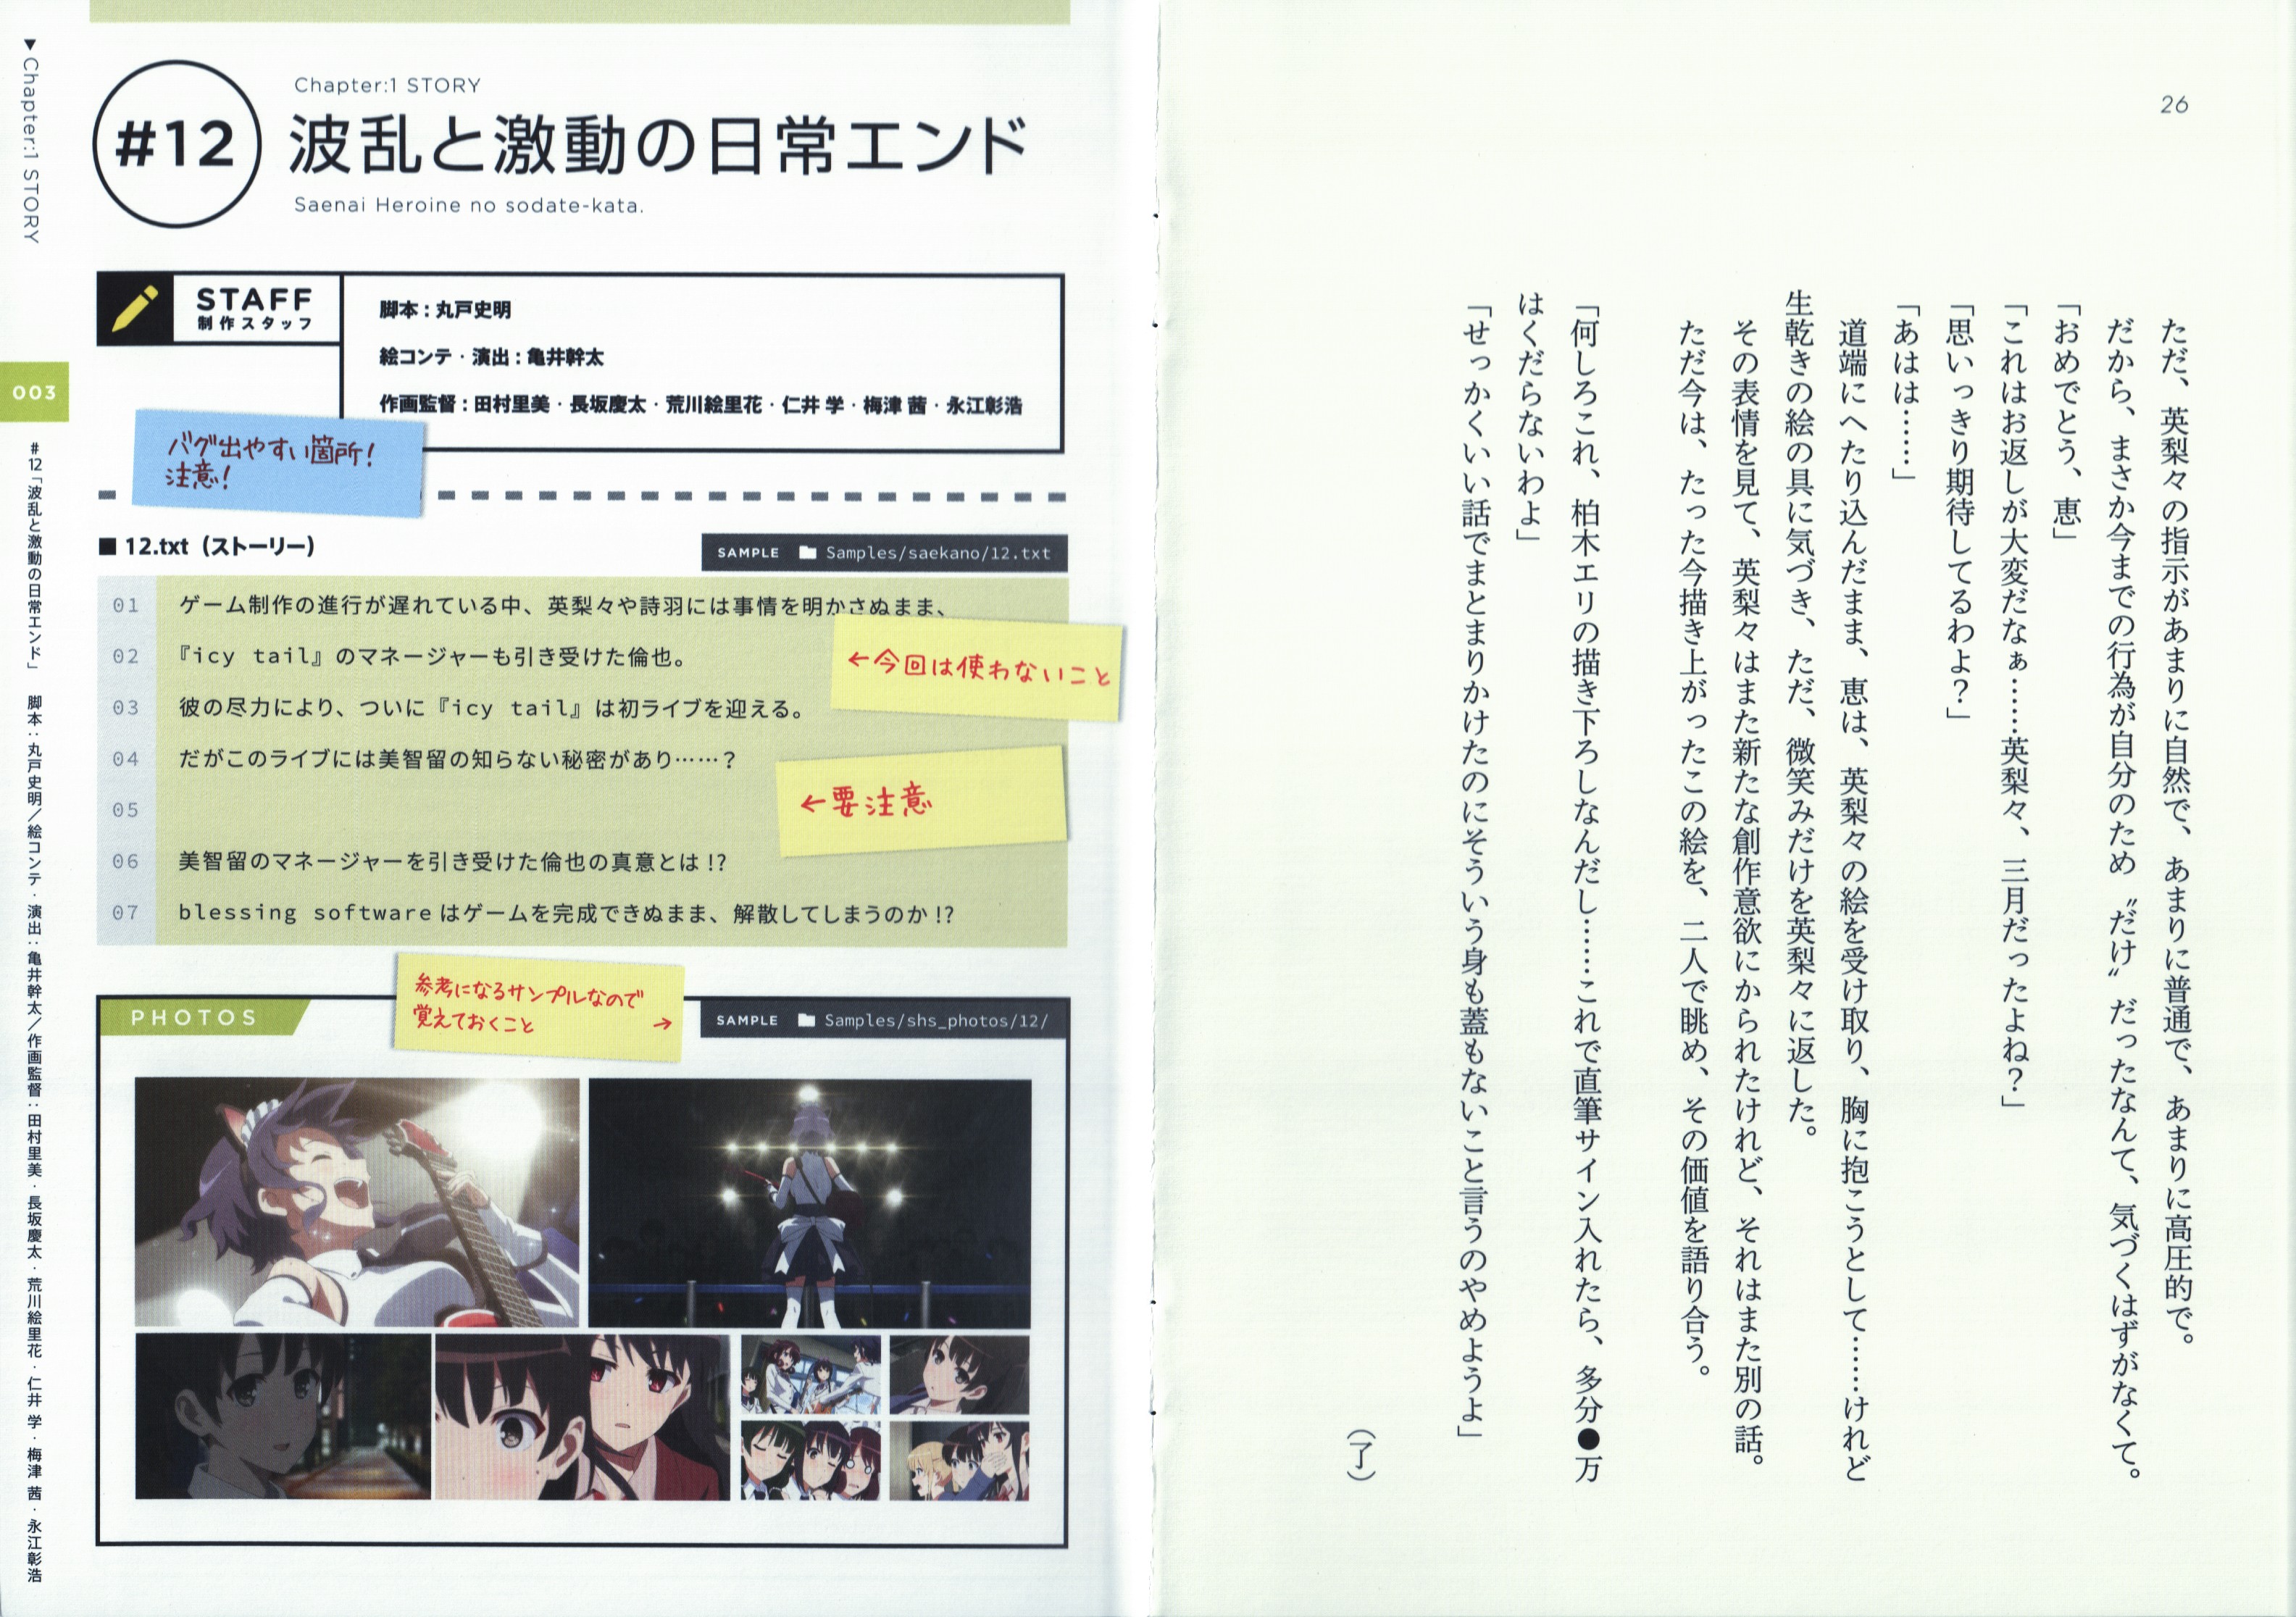 ▼Chapter:1 STORY
003
#12「波乱と激動の日常エンド」 脚本：丸戸史明／絵コンテ・演出：亀井幹太／作画監督：田村里美・長坂慶太・荒川絵里花・仁井 学・梅津 茜・永江彰浩
#12
Chapter:1 STORY
波乱と激動の日常エンド
Saenai Heroine no sodate-kata.
STAFF
制作スタッフ
脚本：丸戸史明
絵コンテ・演出：亀井幹太
作画監督：田村里美・長坂慶太・荒川絵里花・仁井 学・梅津 茜・永江彰浩
バグ出やすい箇所！
注意！
■ 12.txt（ストーリー）
SAMPLE Samples/saekano/12.txt
01 ゲーム制作の進行が遅れている中、英梨々や詩羽には事情を明かさぬまま、
02 『icy tail』のマネージャーも引き受けた倫也。
←今回は使わないこと
03 彼の尽力により、ついに『icy tail』は初ライブを迎える。
04 だがこのライブには美智留の知らない秘密があり……？
05
←要注意
06 美智留のマネージャーを引き受けた倫也の真意とは!?
07 blessing softwareはゲームを完成できぬまま、解散してしまうのか!?
PHOTOS
参考になるサンプルなので
覚えておくこと →
SAMPLE Samples/shs_photos/12/
26
ただ、英梨々の指示があまりに自然で、あまりに普通で、あまりに高圧的で。
だから、まさか今までの行為が自分のため〝だけ〟だったなんて、気づくはずがなくて。
「おめでとう、恵」
「これはお返しが大変だなぁ……英梨々、三月だったよね？」
「思いっきり期待してるわよ？」
「あはは……」
道端にへたり込んだまま、恵は、英梨々の絵を受け取り、胸に抱こうとして……けれど
生乾きの絵の具に気づき、ただ、微笑みだけを英梨々に返した。
その表情を見て、英梨々はまた新たな創作意欲にかられたけれど、それはまた別の話。
ただ今は、たった今描き上がったこの絵を、二人で眺め、その価値を語り合う。
「何しろこれ、柏木エリの描き下ろしなんだし……これで直筆サイン入れたら、多分●万
はくだらないわよ」
「せっかくいい話でまとまりかけたのにそういう身も蓋もないこと言うのやめようよ」
（了）